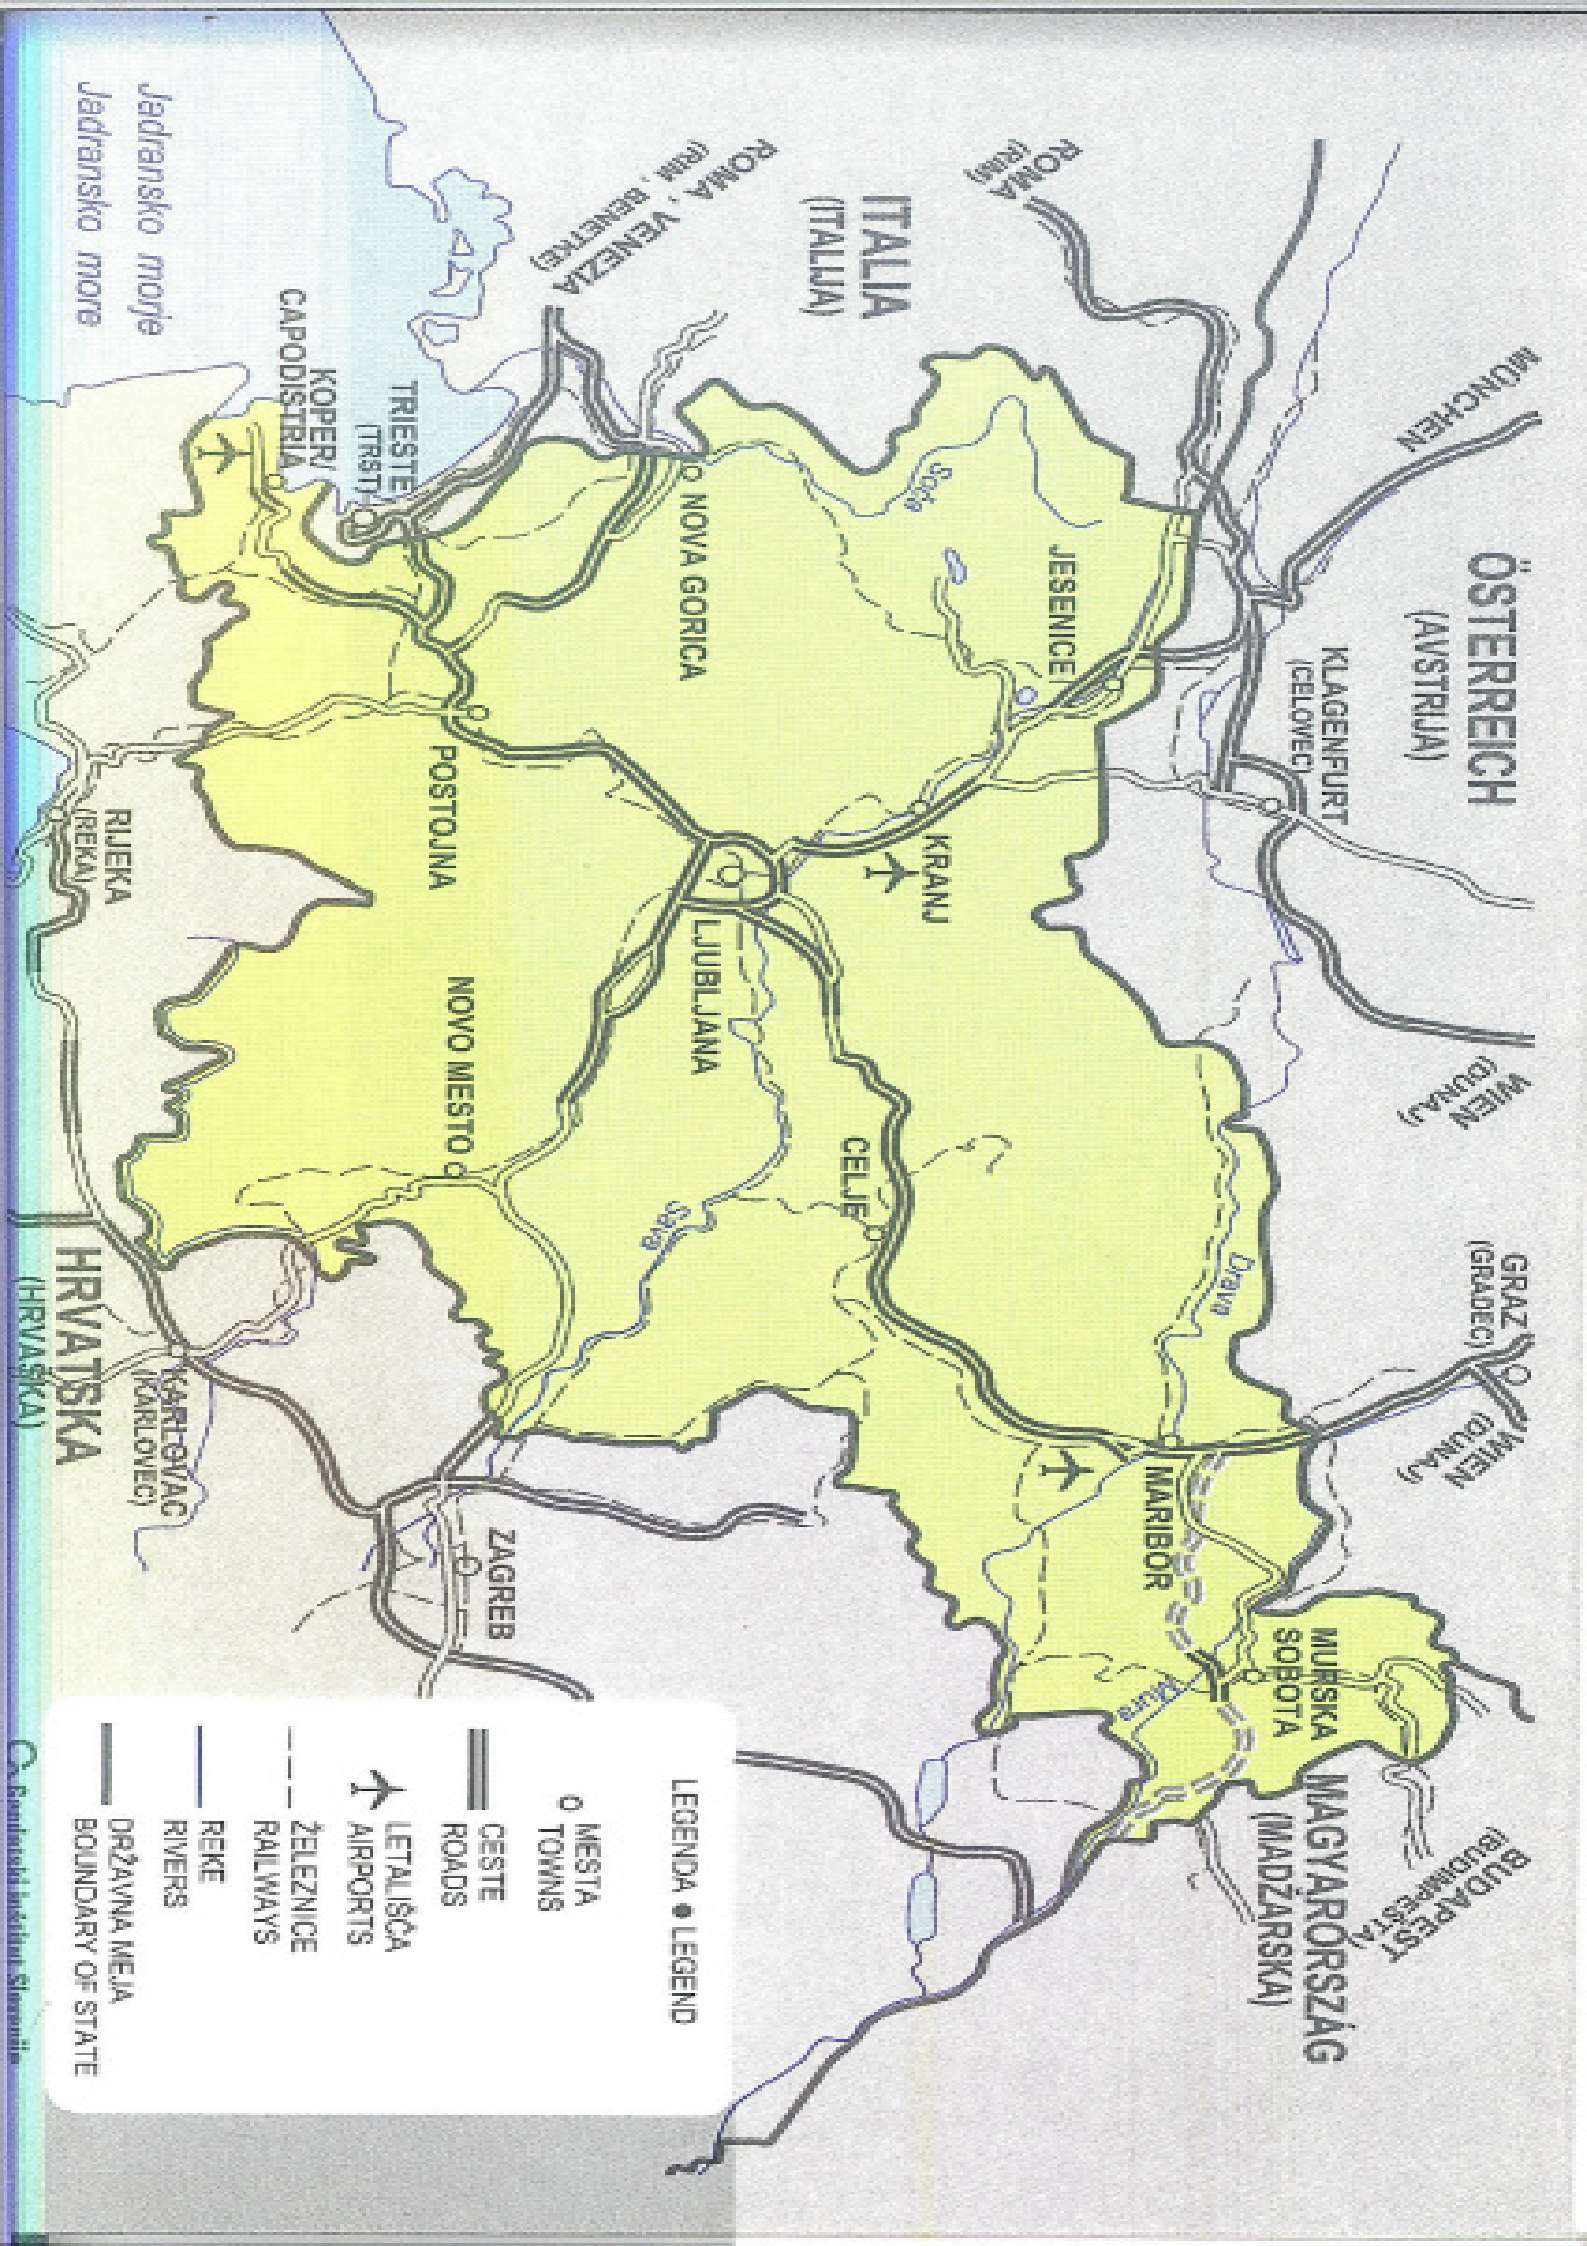 MÜNCHEN
ÖSTERREICH
(AVSTRIJA)
WIEN
(DUNAJ)
GRAZ
(GRADEC)
WIEN
(DUNAJ)
BUDAPEST
(BUDIMPEŠTA)
KLAGENFURT
(CELOVEC)
MURSKA
SOBOTA
MAGYARORSZÁG
(MADŽARSKA)
ROMA
(RIM)
JESENICE
Drava
MARIBOR
Mura
ITALIA
(ITALIJA)
Soča
KRANJ
CELJE
ROMA, VENEZIA
(RIM, BENETKE)
NOVA GORICA
LJUBLJANA
Sava
LEGENDA • LEGEND
MESTA
TOWNS
CESTE
ROADS
LETALIŠČA
AIRPORTS
ŽELEZNICE
RAILWAYS
REKE
RIVERS
DRŽAVNA MEJA
BOUNDARY OF STATE
TRIESTE
(TRST)
POSTOJNA
NOVO MESTO
ZAGREB
KOPER/
CAPODISTRIA
Jadransko morje
Jadransko more
RIJEKA
(REKA)
KARLOVAC
(KARLOVEC)
HRVATSKA
(HRVAŠKA)